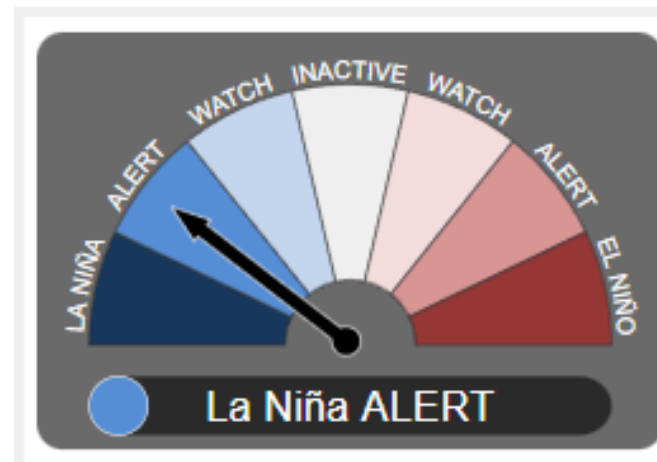 LA NIÑA
ALERT
WATCH
INACTIVE
WATCH
ALERT
EL NIÑO
La Niña ALERT